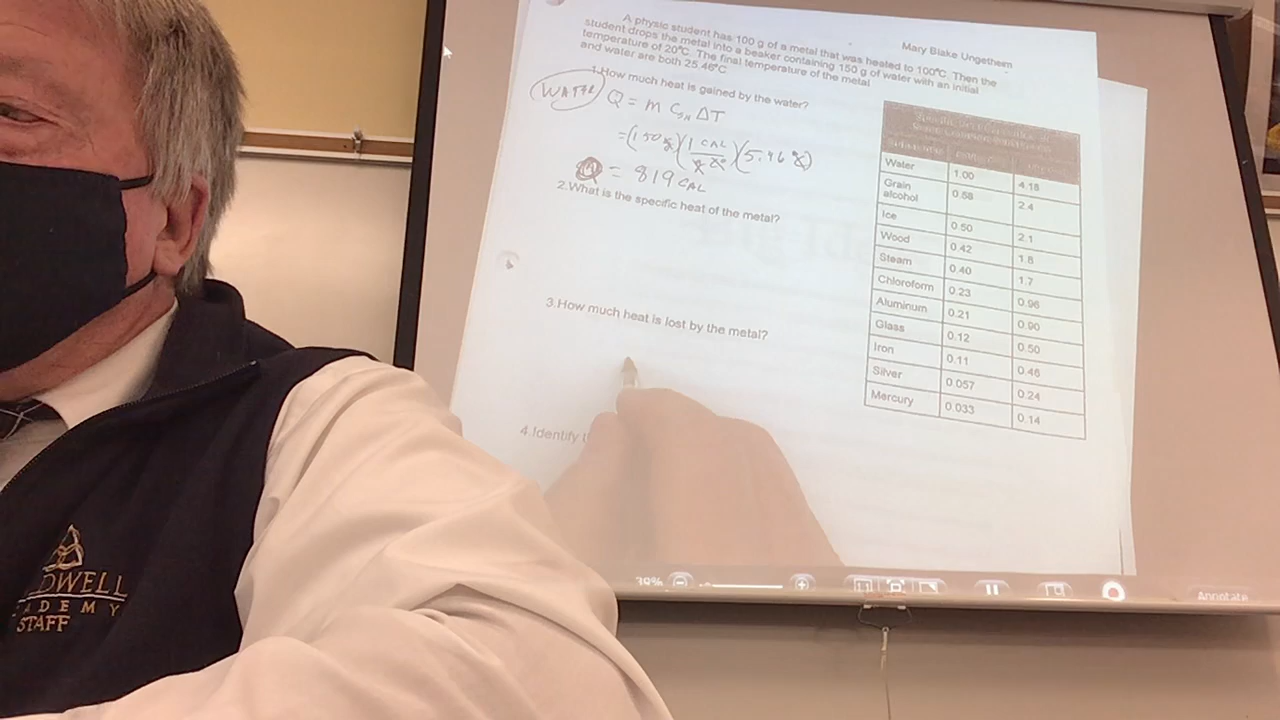 Mary Blake Ungetheim
A physic student has 100 g of a metal that was heated to 100°C. Then the
student drops the metal into a beaker containing 150 g of water with an initial
temperature of 20°C. The final temperature of the metal
and water are both 25.46°C
1.How much heat is gained by the water?
WATER Q = m C ΔT
=(150g)(1 CAL)(5.46
Q = 819 CAL
2.What is the specific heat of the metal?
3.How much heat is lost by the metal?
4.Identify
Water 1.00 4.18
Grain alcohol 0.58 2.4
Ice 0.50 2.1
Wood 0.42 1.8
Steam 0.40 1.7
Chloroform 0.23 0.96
Aluminum 0.21 0.90
Glass 0.12 0.50
Iron 0.11 0.46
Silver 0.057 0.24
Mercury 0.033 0.14
DWELL
ADEMY
STAFF
39%
Annotate